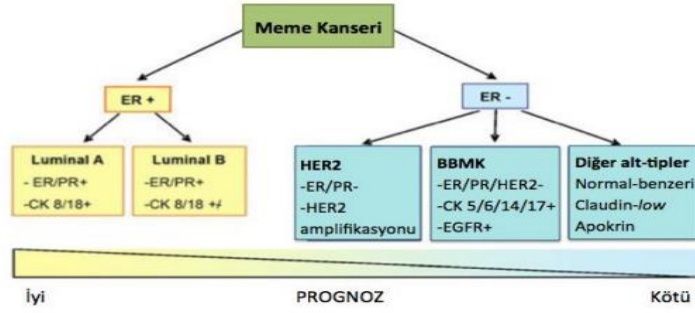 Meme Kanseri
ER +
ER -
Luminal A
- ER/PR+
-CK 8/18+
Luminal B
-ER/PR+
-CK 8/18 +/-
HER2
-ER/PR-
-HER2
amplifikasyonu
BBMK
-ER/PR/HER2-
-CK 5/6/14/17+
-EGFR+
Diğer alt-tipler
Normal-benzeri
Claudin-low
Apokrin
İyi
PROGNOZ
Kötü